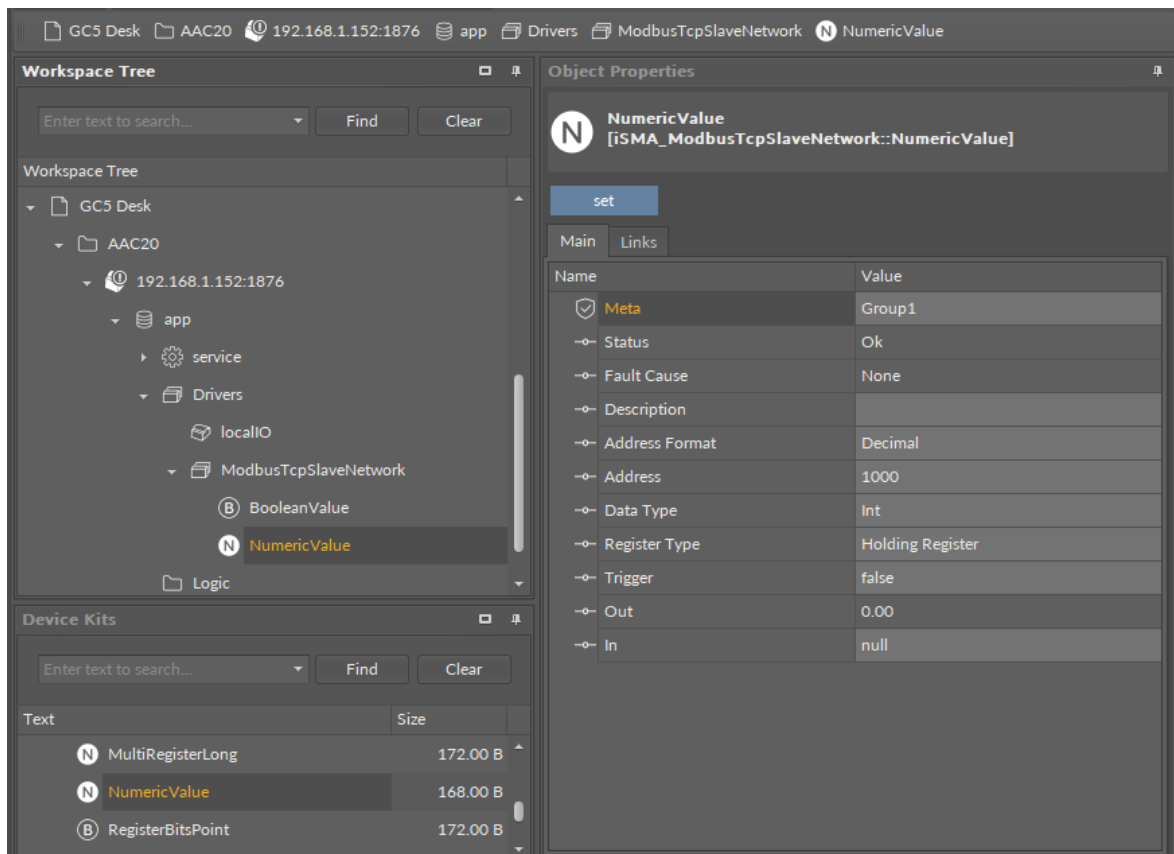 GC5 Desk AAC20 192.168.1.152:1876 app Drivers ModbusTcpSlaveNetwork N NumericValue
Workspace Tree
Enter text to search... Find Clear
Workspace Tree
GC5 Desk
AAC20
192.168.1.152:1876
app
service
Drivers
localIO
ModbusTcpSlaveNetwork
B BooleanValue
N NumericValue
Logic
Device Kits
Enter text to search... Find Clear
Text Size
N MultiRegisterLong 172.00 B
N NumericValue 168.00 B
B RegisterBitsPoint 172.00 B
Object Properties
N NumericValue
[iSMA_ModbusTcpSlaveNetwork::NumericValue]
set
Main Links
Name Value
Meta Group1
Status Ok
Fault Cause None
Description
Address Format Decimal
Address 1000
Data Type Int
Register Type Holding Register
Trigger false
Out 0.00
In null